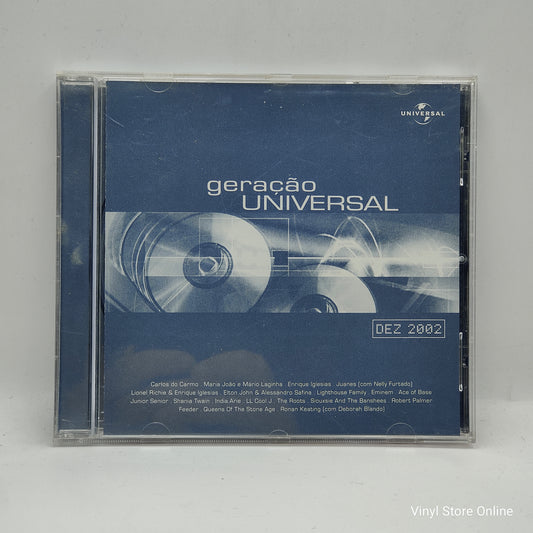 UNIVERSAL
geração
UNIVERSAL
DEZ 2002
Carlos do Carmo . Maria João e Mário Laginha . Enrique Iglesias . Juanes (com Nelly Furtado)
Lionel Richie & Enrique Iglesias . Elton John & Alessandro Safina . Lighthouse Family . Eminem . Ace of Base
Junior Senior . Shania Twain . India.Arie . LL Cool J . The Roots . Siouxsie And The Banshees . Robert Palmer
Feeder . Queens Of The Stone Age . Ronan Keating (com Deborah Blando)
Vinyl Store Online